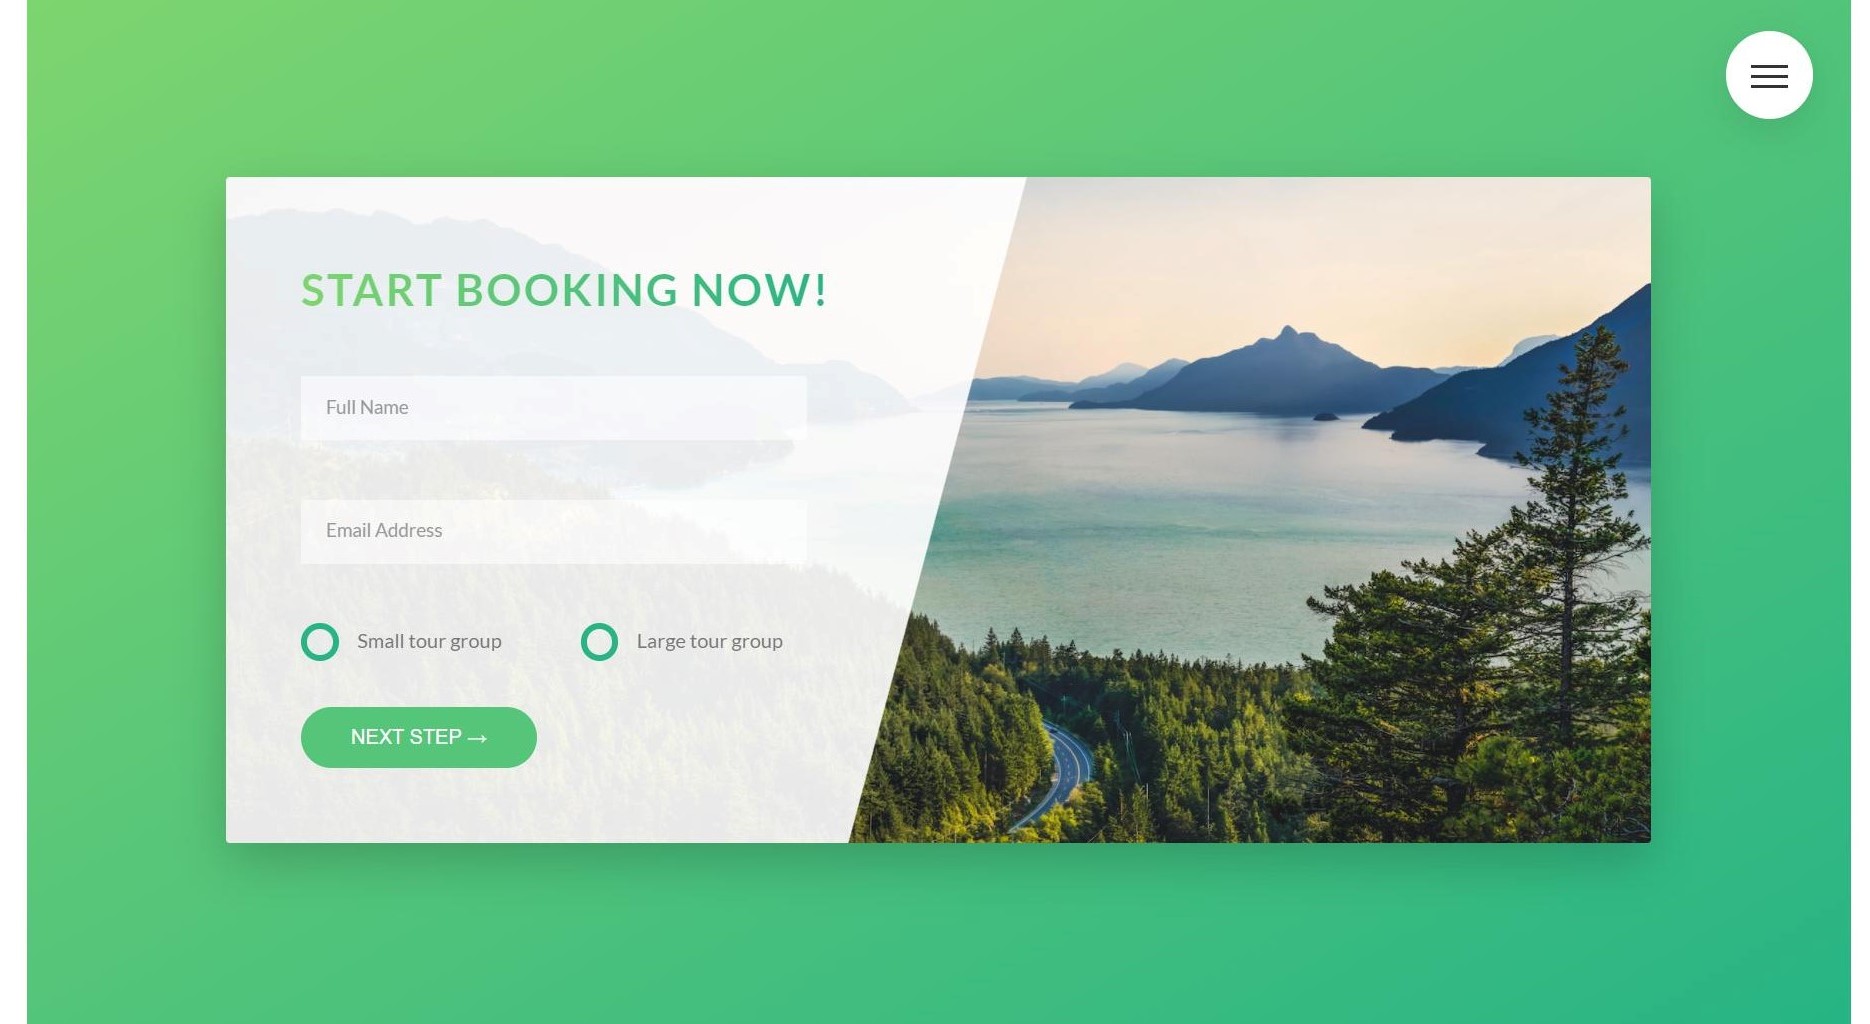 START BOOKING NOW!
Full Name
Email Address
Small tour group
Large tour group
NEXT STEP →